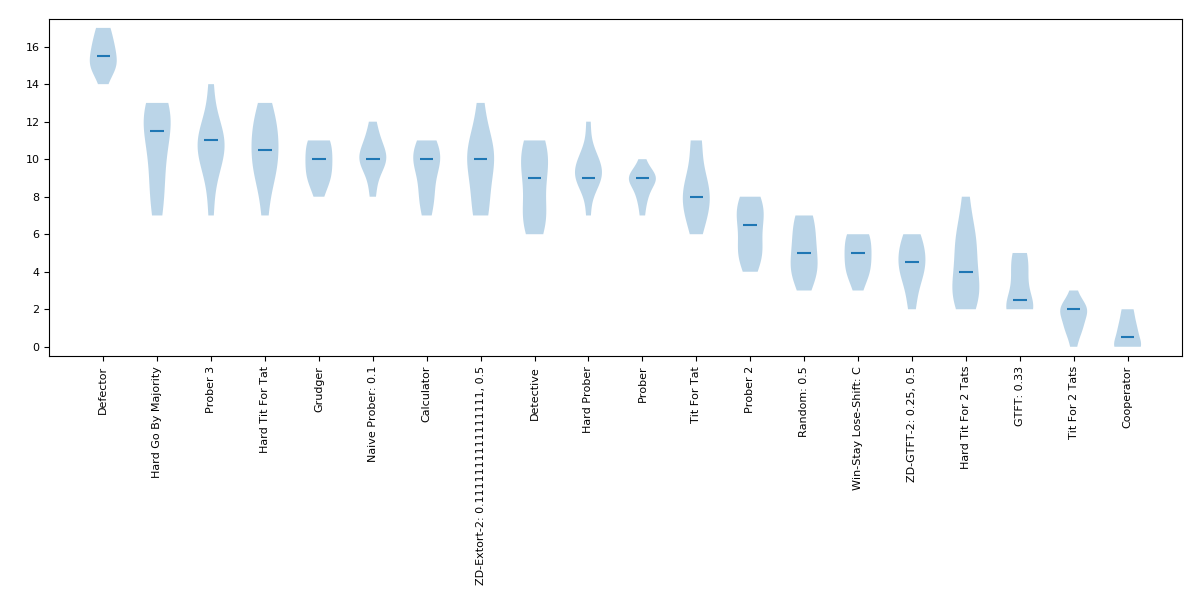 16
14
12
10
8
6
4
2
0
Defector
Hard Go By Majority
Prober 3
Hard Tit For Tat
Grudger
Naive Prober: 0.1
Calculator
ZD-Extort-2: 0.1111111111111111, 0.5
Detective
Hard Prober
Prober
Tit For Tat
Prober 2
Random: 0.5
Win-Stay Lose-Shift: C
ZD-GTFT-2: 0.25, 0.5
Hard Tit For 2 Tats
GTFT: 0.33
Tit For 2 Tats
Cooperator